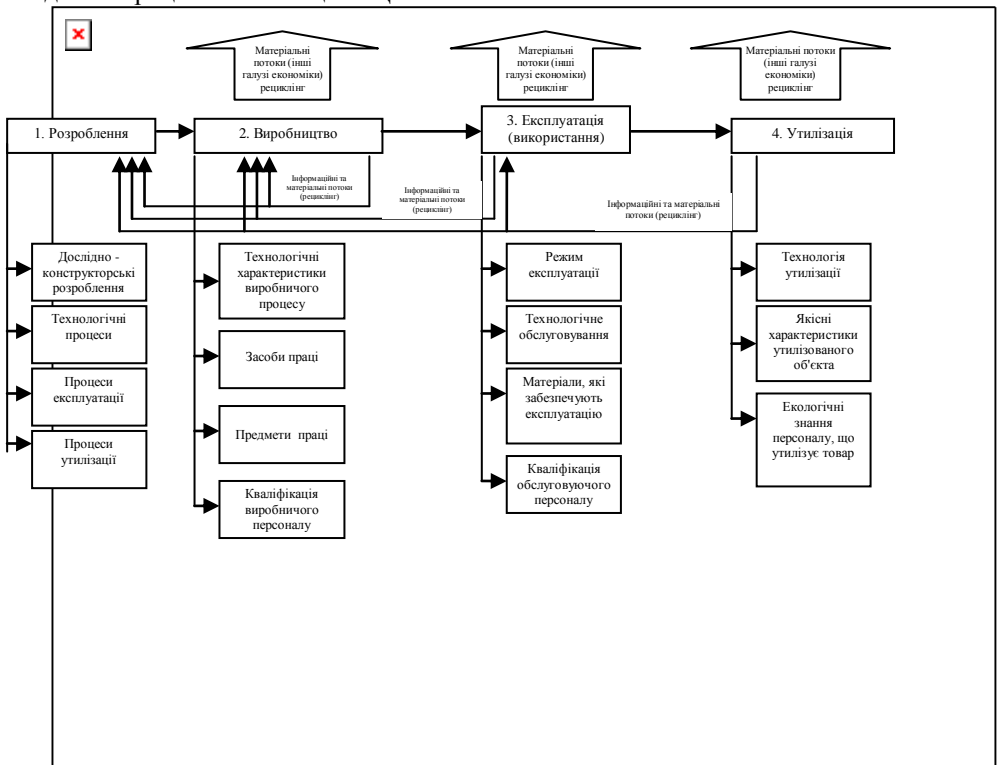 Матеріальні
потоки (інші
галузі економіки)
рециклінг
Матеріальні
потоки (інші
галузі економіки)
рециклінг
Матеріальні потоки
(інші галузі
економіки)
рециклінг
1. Розроблення
2. Виробництво
3. Експлуатація
(використання)
4. Утилізація
Інформаційні та
матеріальні потоки
(рециклінг)
Інформаційні та
матеріальні потоки
(рециклінг)
Інформаційні та матеріальні
потоки (рециклінг)
Дослідно -
конструкторські
розроблення
Технологічні
процеси
Процеси
експлуатації
Процеси
утилізації
Технологічні
характеристики
виробничого
процесу
Засоби праці
Предмети праці
Кваліфікація
виробничого
персоналу
Режим
експлуатації
Технологічне
обслуговування
Матеріали, які
забезпечують
експлуатацію
Кваліфікація
обслуговуючого
персоналу
Технологія
утилізації
Якісні
характеристики
утилізованого
об'єкта
Екологічні
знання
персоналу, що
утилізує товар